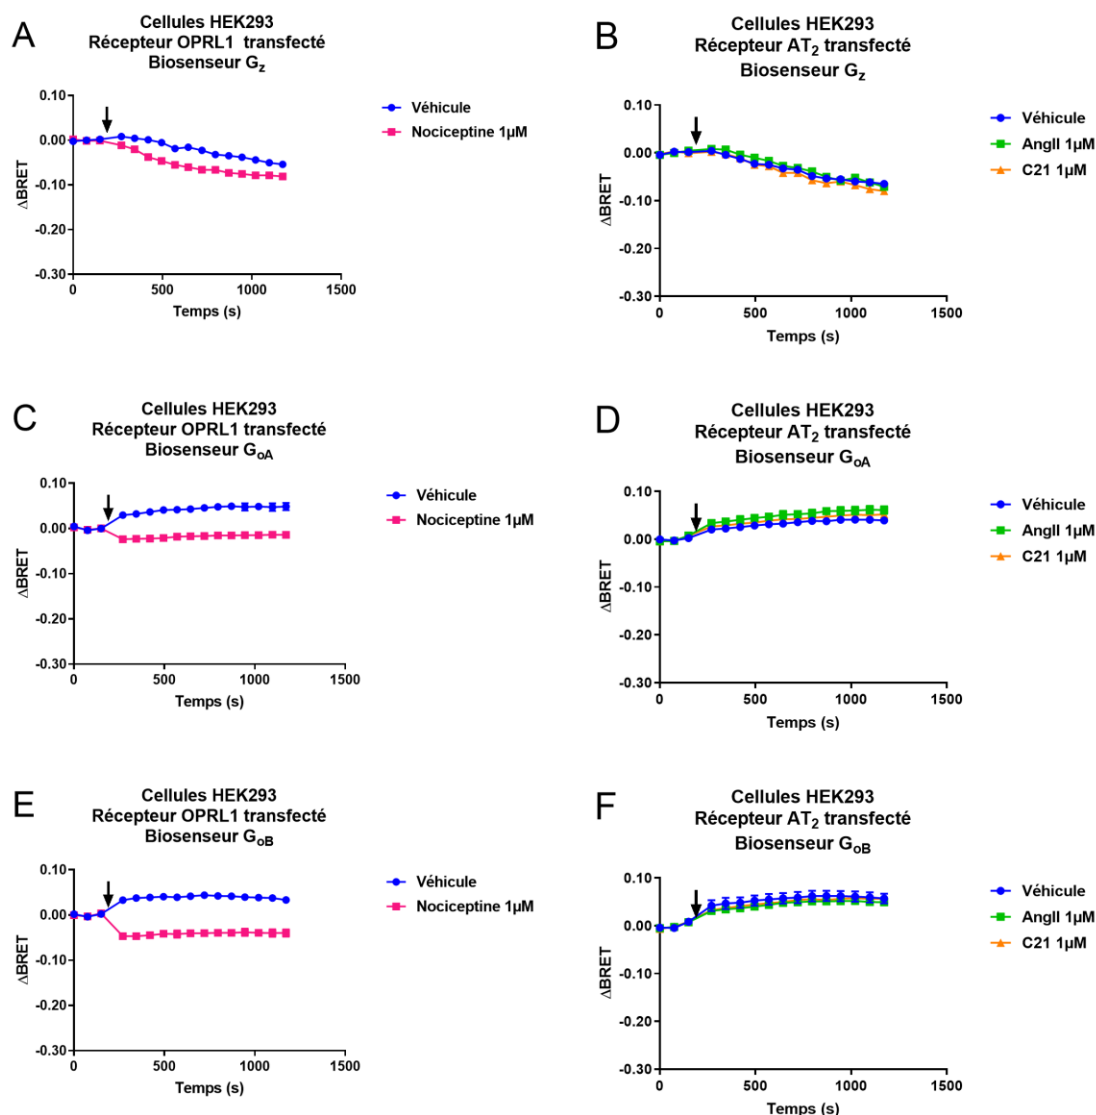 A
Cellules HEK293
Récepteur OPRL1 transfecté
Biosenseur Gz
0.10
0.00
-0.10
-0.20
-0.30
ΔBRET
0
500
1000
1500
Temps (s)
Véhicule
Nociceptine 1µM
B
Cellules HEK293
Récepteur AT2 transfecté
Biosenseur Gz
0.10
0.00
-0.10
-0.20
-0.30
ΔBRET
0
500
1000
1500
Temps (s)
Véhicule
AngII 1µM
C21 1µM
C
Cellules HEK293
Récepteur OPRL1 transfecté
Biosenseur GoA
0.10
0.00
-0.10
-0.20
-0.30
ΔBRET
0
500
1000
1500
Temps (s)
Véhicule
Nociceptine 1µM
D
Cellules HEK293
Récepteur AT2 transfecté
Biosenseur GoA
0.10
0.00
-0.10
-0.20
-0.30
ΔBRET
0
500
1000
1500
Temps (s)
Véhicule
AngII 1µM
C21 1µM
E
Cellules HEK293
Récepteur OPRL1 transfecté
Biosenseur GoB
0.10
0.00
-0.10
-0.20
-0.30
ΔBRET
0
500
1000
1500
Temps (s)
Véhicule
Nociceptine 1µM
F
Cellules HEK293
Récepteur AT2 transfecté
Biosenseur GoB
0.10
0.00
-0.10
-0.20
-0.30
ΔBRET
0
500
1000
1500
Temps (s)
Véhicule
AngII 1µM
C21 1µM